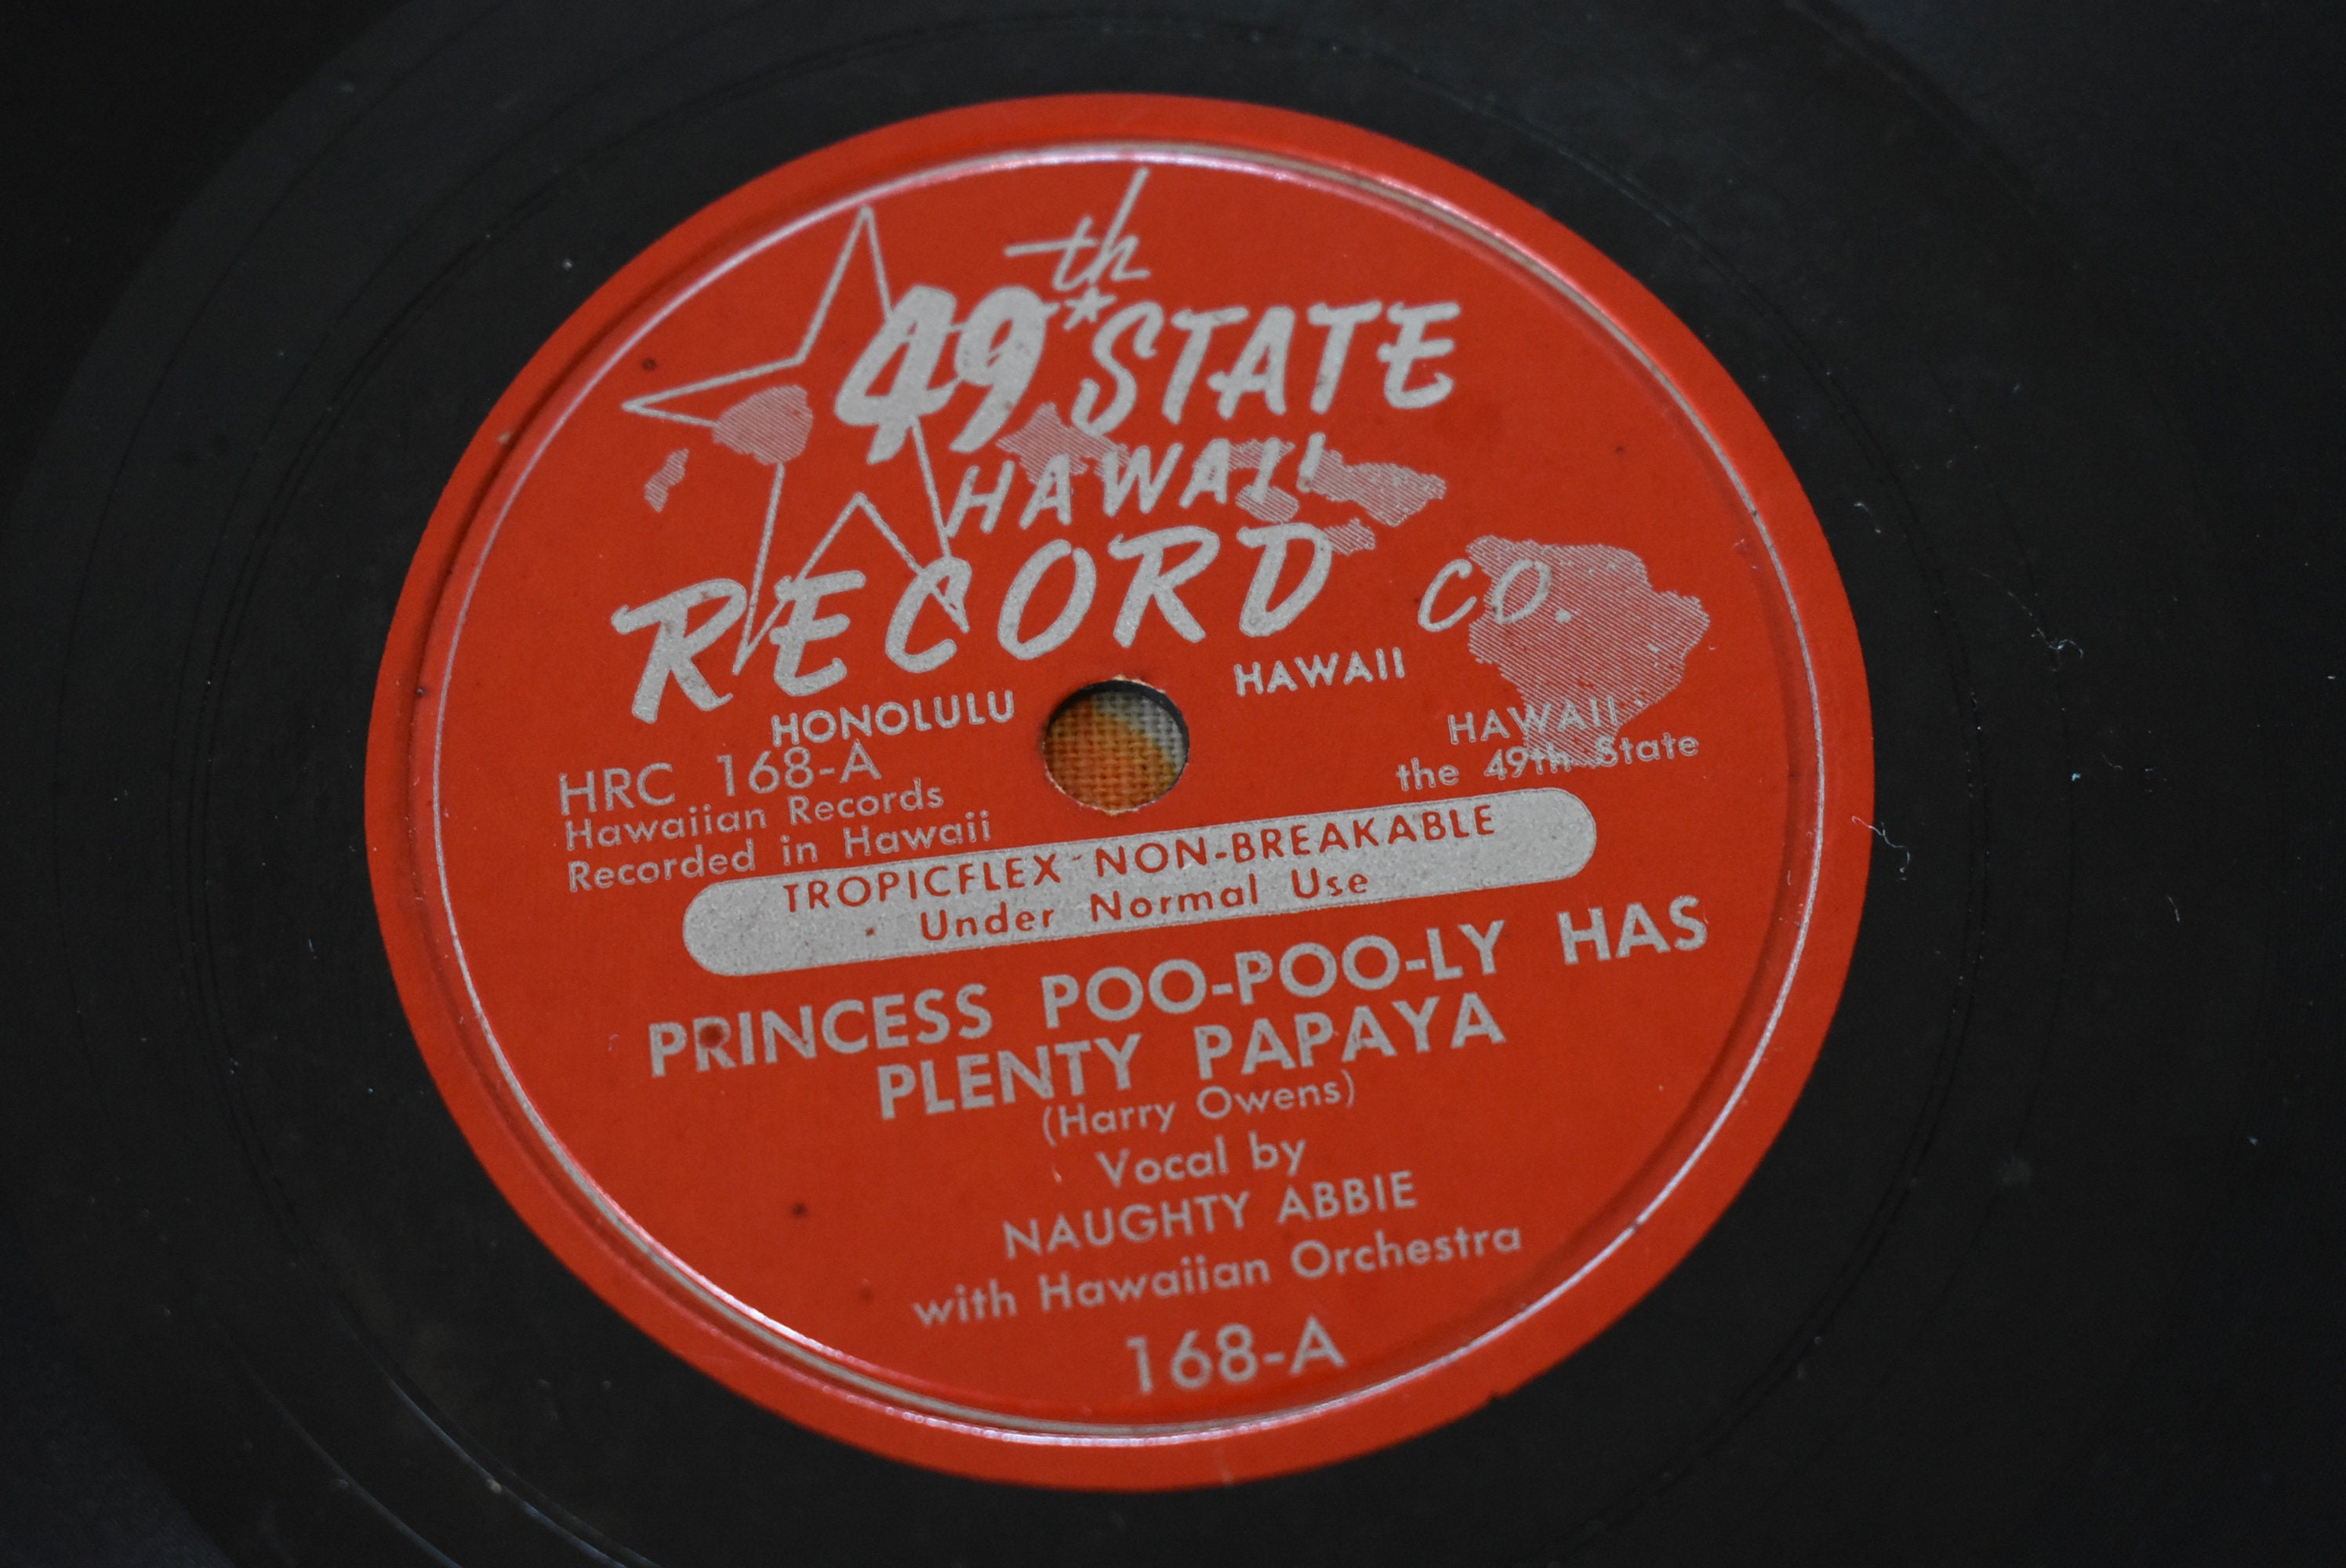 49th STATE
HAWAII
RECORD CO.
HONOLULU HAWAII
HRC 168-A
Hawaiian Records
Recorded in Hawaii
HAWAII
the 49th State
TROPICFLEX NON-BREAKABLE
Under Normal Use
PRINCESS POO-POO-LY HAS
PLENTY PAPAYA
(Harry Owens)
Vocal by
NAUGHTY ABBIE
with Hawaiian Orchestra
168-A